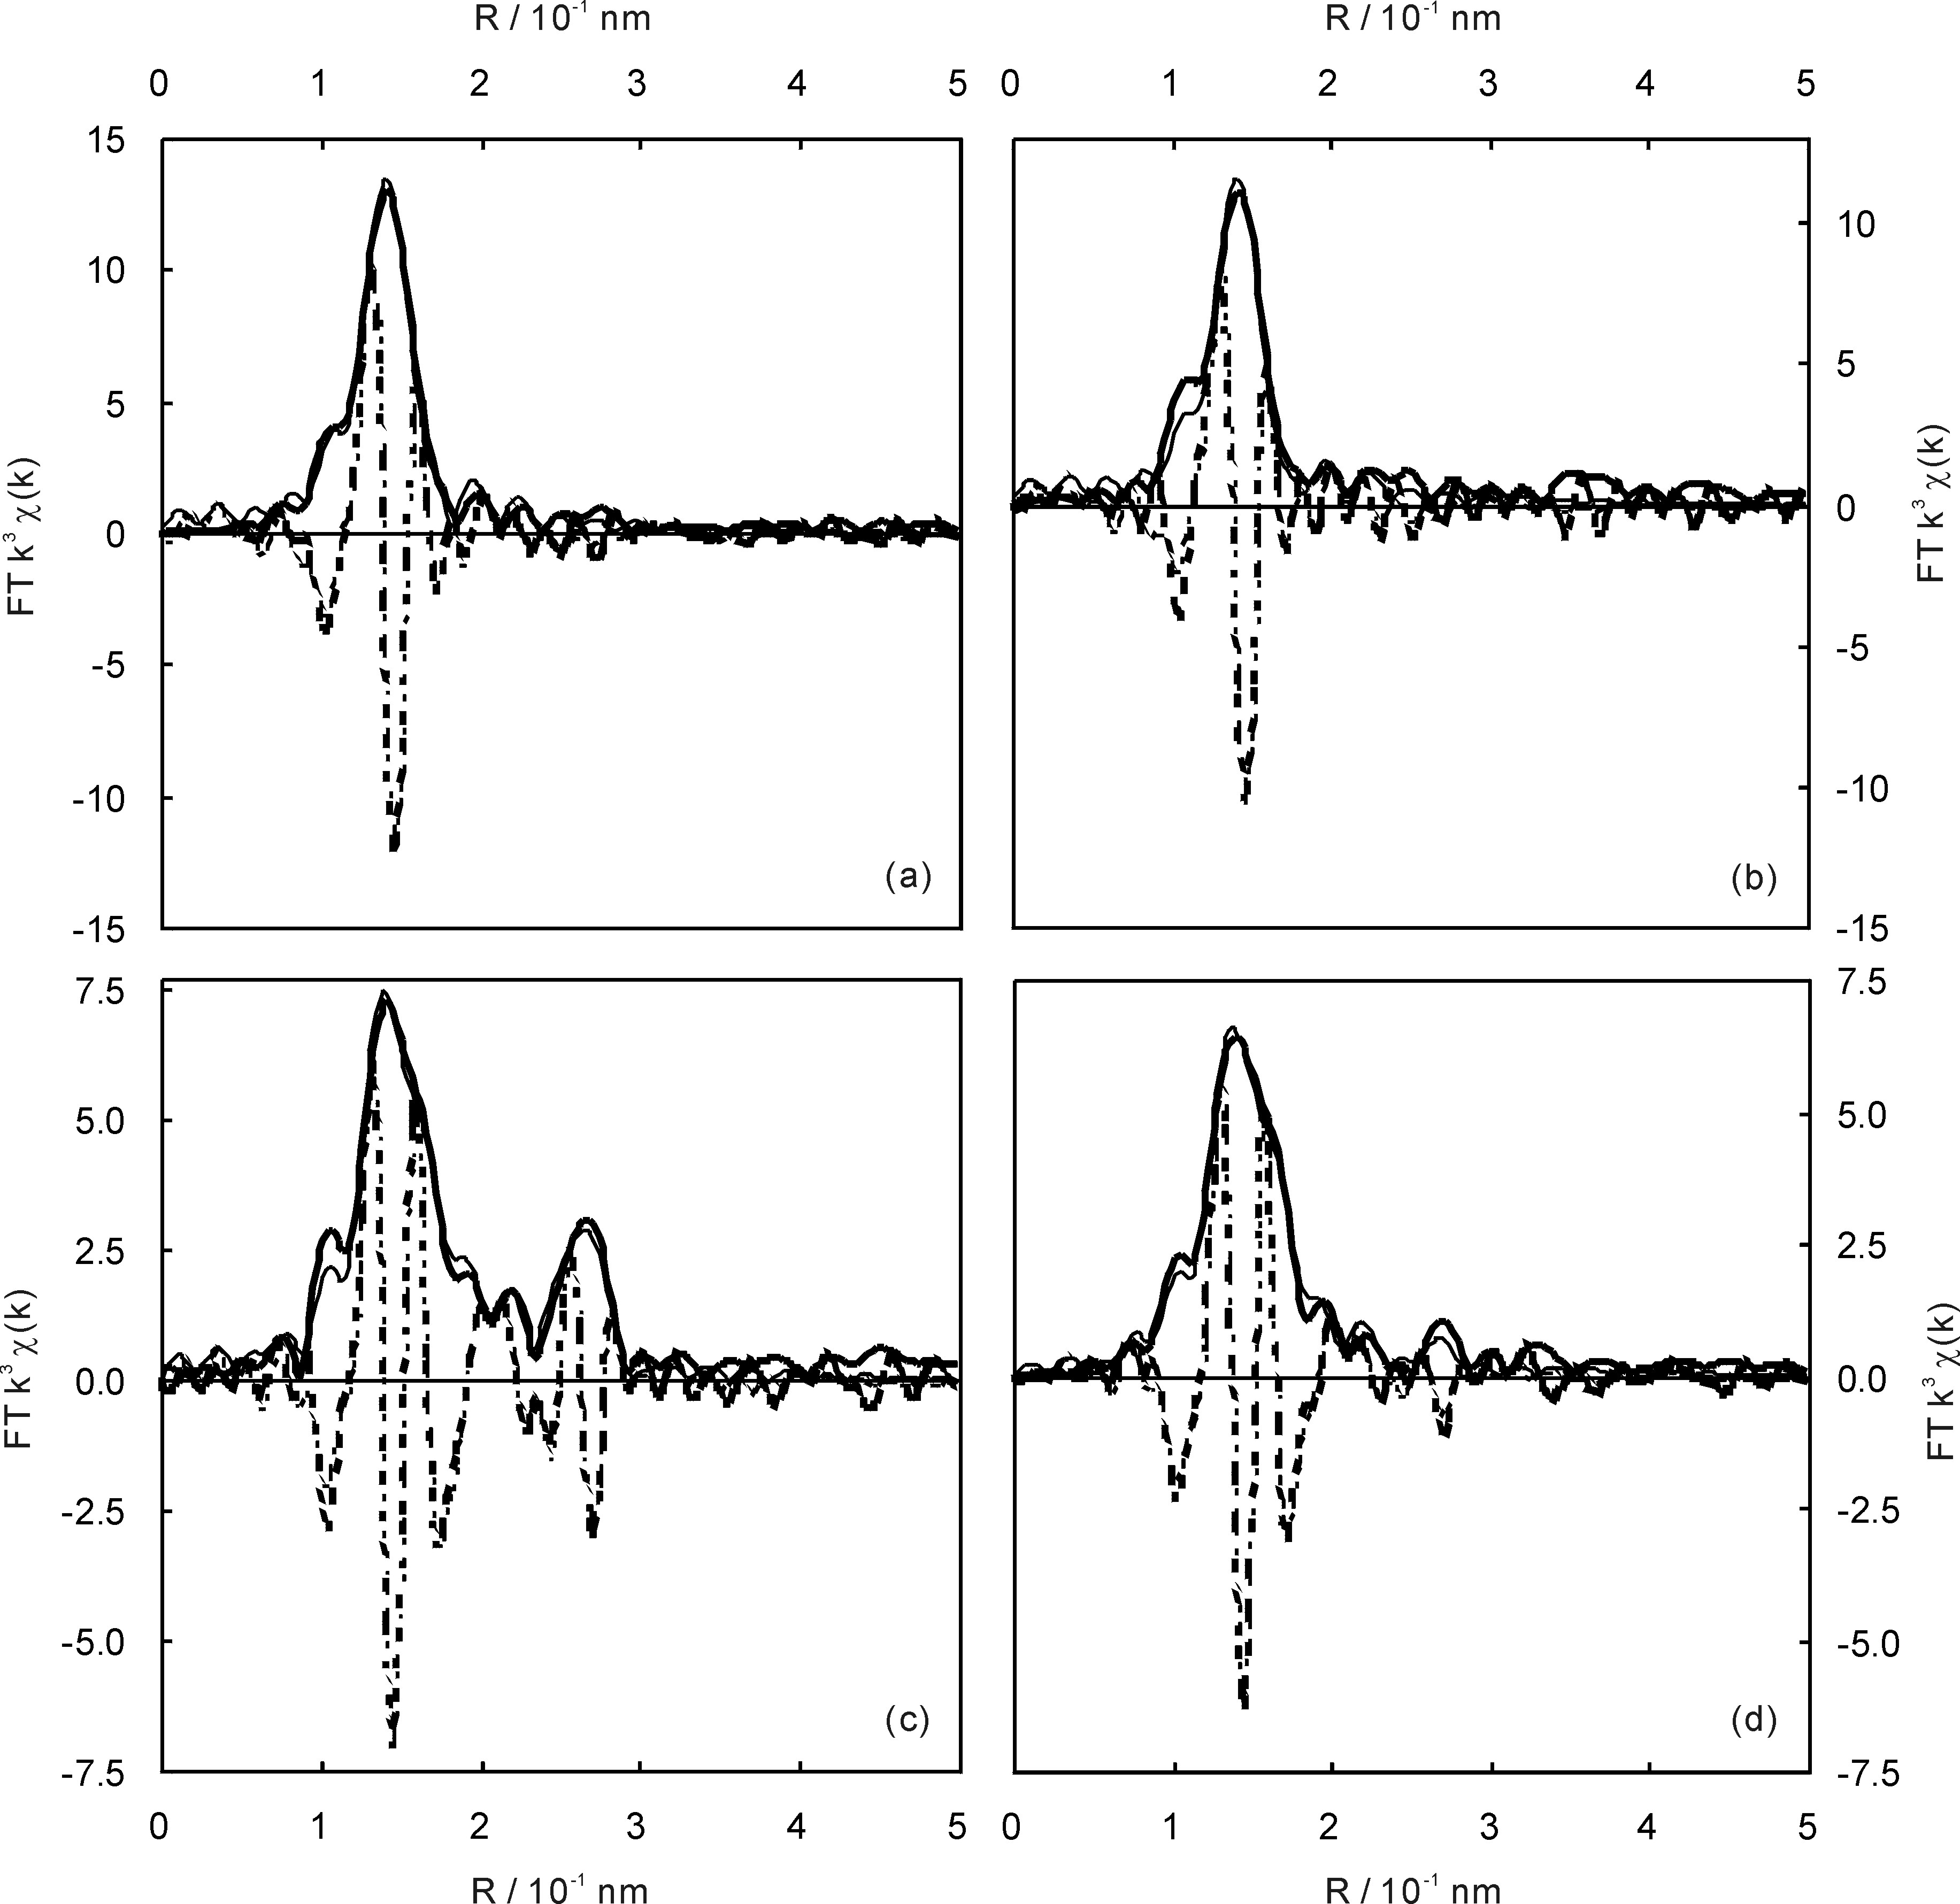 R / 10⁻¹ nm
R / 10⁻¹ nm
0 1 2 3 4 5
0 1 2 3 4 5
15
10
5
0
-5
-10
-15
FT k³ χ(k)
(a)
10
5
0
-5
-10
-15
FT k³ χ(k)
(b)
7.5
5.0
2.5
0.0
-2.5
-5.0
-7.5
FT k³ χ(k)
(c)
7.5
5.0
2.5
0.0
-2.5
-5.0
-7.5
FT k³ χ(k)
(d)
0 1 2 3 4 5
0 1 2 3 4 5
R / 10⁻¹ nm
R / 10⁻¹ nm